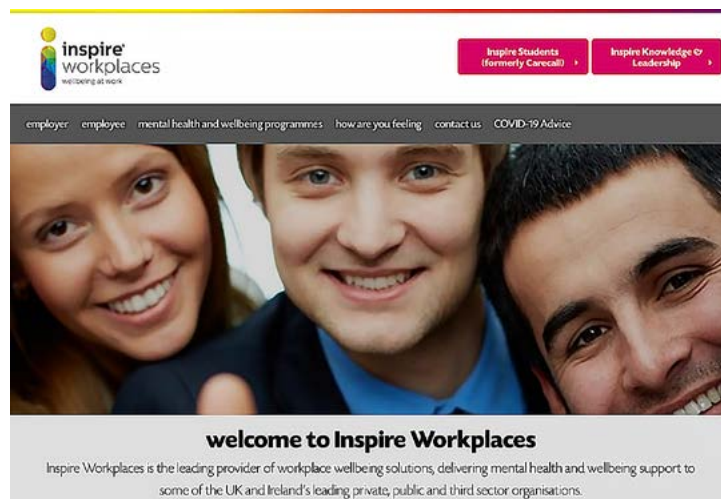 inspire
workplaces
wellbeing at work
Inspire Students
(formerly Carecall) ›
Inspire Knowledge &
Leadership ›
employer employee mental health and wellbeing programmes how are you feeling contact us COVID-19 Advice
welcome to Inspire Workplaces
Inspire Workplaces is the leading provider of workplace wellbeing solutions, delivering mental health and wellbeing support to
some of the UK and Ireland's leading private, public and third sector organisations.